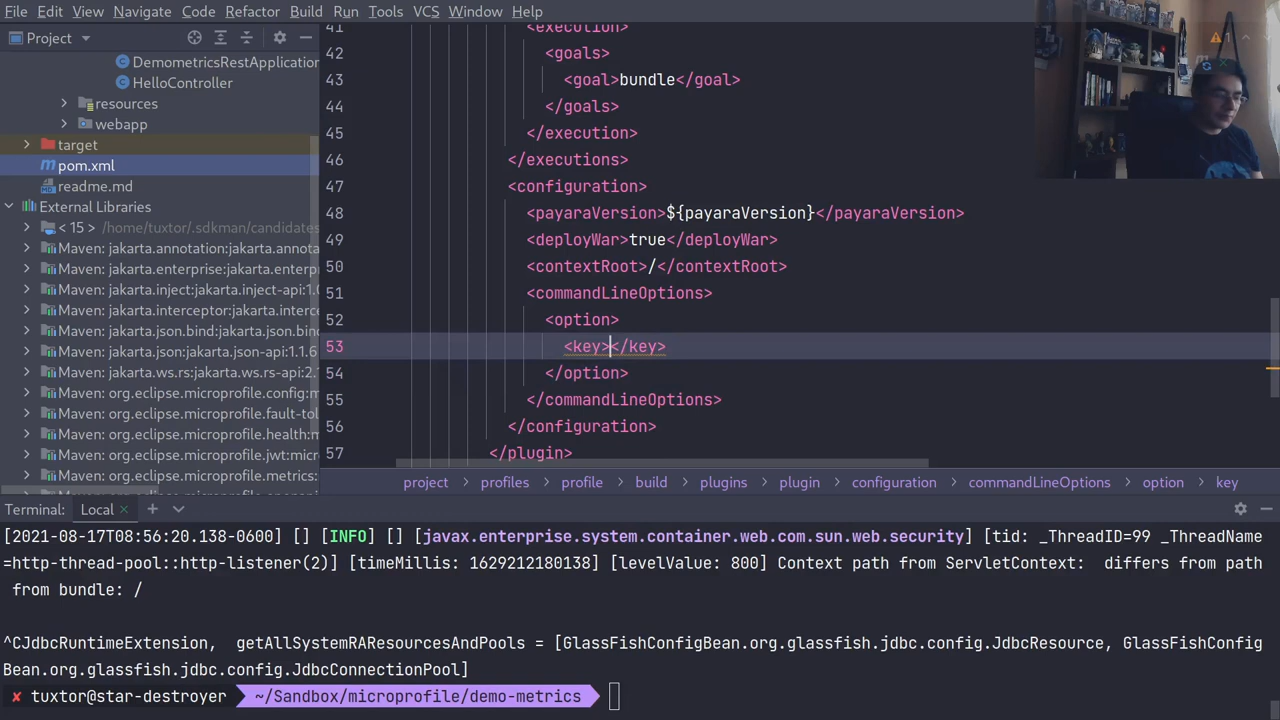 File Edit View Navigate Code Refactor Build Run Tools VCS Window Help
Project
DemometricsRestApplication
HelloController
resources
webapp
target
pom.xml
readme.md
External Libraries
< 15 > /home/tuxtor/.sdkman/candidates
Maven: jakarta.annotation:jakarta.anno
Maven: jakarta.enterprise:jakarta.enterp
Maven: jakarta.inject:jakarta.inject-api:1.0
Maven: jakarta.interceptor:jakarta.interce
Maven: jakarta.json.bind:jakarta.json.bin
Maven: jakarta.json:jakarta.json-api:1.1.6
Maven: jakarta.ws.rs:jakarta.ws.rs-api:2.
Maven: org.eclipse.microprofile.config:m
Maven: org.eclipse.microprofile.fault-tol
Maven: org.eclipse.microprofile.health:m
Maven: org.eclipse.microprofile.jwt:micr
Maven: org.eclipse.microprofile.metrics:
41 <execution>
42 <goals>
43 <goal>bundle</goal>
44 </goals>
45 </execution>
46 </executions>
47 <configuration>
48 <payaraVersion>${payaraVersion}</payaraVersion>
49 <deployWar>true</deployWar>
50 <contextRoot>/</contextRoot>
51 <commandLineOptions>
52 <option>
53 <key></key>
54 </option>
55 </commandLineOptions>
56 </configuration>
57 </plugin>
1
project profiles profile build plugins plugin configuration commandLineOptions option key
Terminal: Local
[2021-08-17T08:56:20.138-0600] [] [INFO] [] [javax.enterprise.system.container.web.com.sun.web.security] [tid: _ThreadID=99 _ThreadName
=http-thread-pool::http-listener(2)] [timeMillis: 1629212180138] [levelValue: 800] Context path from ServletContext: differs from path
from bundle: /
^CJdbcRuntimeExtension, getAllSystemRAResourcesAndPools = [GlassFishConfigBean.org.glassfish.jdbc.config.JdbcResource, GlassFishConfig
Bean.org.glassfish.jdbc.config.JdbcConnectionPool]
✘ tuxtor@star-destroyer ~/Sandbox/microprofile/demo-metrics